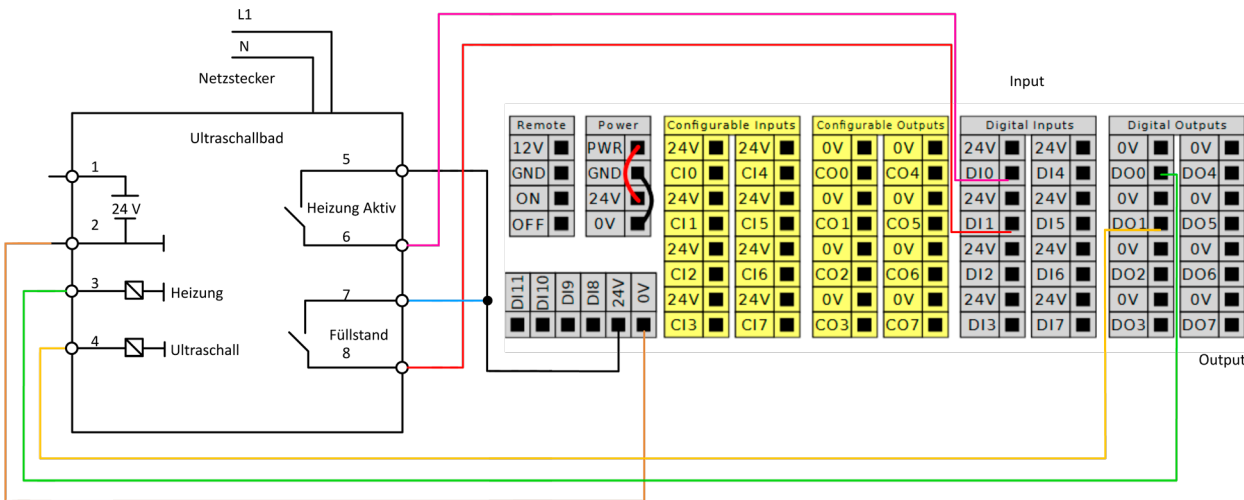 L1
N
Netzstecker
Input
Ultraschallbad
1
24 V
2
3
Heizung
4
Ultraschall
5
Heizung Aktiv
6
7
Füllstand
8
Remote
12V
GND
ON
OFF
Power
PWR
GND
24V
0V
DI11 DI10 DI9 DI8 24V 0V
Configurable Inputs
24V 24V
CI0 CI4
24V 24V
CI1 CI5
24V 24V
CI2 CI6
24V 24V
CI3 CI7
Configurable Outputs
0V 0V
CO0 CO4
0V 0V
CO1 CO5
0V 0V
CO2 CO6
0V 0V
CO3 CO7
Digital Inputs
24V 24V
DI0 DI4
24V 24V
DI1 DI5
24V 24V
DI2 DI6
24V 24V
DI3 DI7
Digital Outputs
0V 0V
DO0 DO4
0V 0V
DO1 DO5
0V 0V
DO2 DO6
0V 0V
DO3 DO7
Output